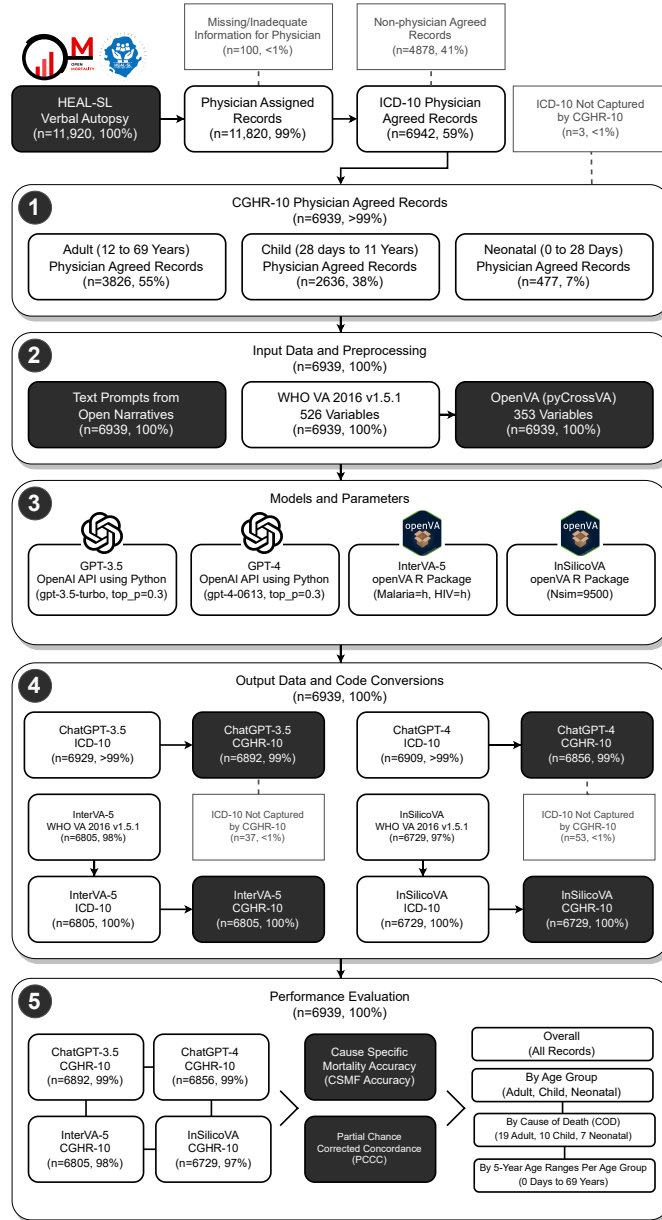 Missing/Inadequate
Information for Physician
(n=100, <1%)
Non-physician Agreed
Records
(n=4878, 41%)
M
OPEN
MORTALITY
HEAL-SL
HEAL-SL
Verbal Autopsy
(n=11,920, 100%)
Physician Assigned
Records
(n=11,820, 99%)
ICD-10 Physician
Agreed Records
(n=6942, 59%)
ICD-10 Not Captured
by CGHR-10
(n=3, <1%)
1
CGHR-10 Physician Agreed Records
(n=6939, >99%)
Adult (12 to 69 Years)
Physician Agreed Records
(n=3826, 55%)
Child (28 days to 11 Years)
Physician Agreed Records
(n=2636, 38%)
Neonatal (0 to 28 Days)
Physician Agreed Records
(n=477, 7%)
2
Input Data and Preprocessing
(n=6939, 100%)
Text Prompts from
Open Narratives
(n=6939, 100%)
WHO VA 2016 v1.5.1
526 Variables
(n=6939, 100%)
OpenVA (pyCrossVA)
353 Variables
(n=6939, 100%)
3
Models and Parameters
GPT-3.5
OpenAI API using Python
(gpt-3.5-turbo, top_p=0.3)
GPT-4
OpenAI API using Python
(gpt-4-0613, top_p=0.3)
openVA
InterVA-5
openVA R Package
(Malaria=h, HIV=h)
openVA
InSilicoVA
openVA R Package
(Nsim=9500)
4
Output Data and Code Conversions
(n=6939, 100%)
ChatGPT-3.5
ICD-10
(n=6929, >99%)
ChatGPT-3.5
CGHR-10
(n=6892, 99%)
ChatGPT-4
ICD-10
(n=6909, >99%)
ChatGPT-4
CGHR-10
(n=6856, 99%)
InterVA-5
WHO VA 2016 v1.5.1
(n=6805, 98%)
ICD-10 Not Captured
by CGHR-10
(n=37, <1%)
InSilicoVA
WHO VA 2016 v1.5.1
(n=6729, 97%)
ICD-10 Not Captured
by CGHR-10
(n=53, <1%)
InterVA-5
ICD-10
(n=6805, 100%)
InterVA-5
CGHR-10
(n=6805, 100%)
InSilicoVA
ICD-10
(n=6729, 100%)
InSilicoVA
CGHR-10
(n=6729, 100%)
5
Performance Evaluation
(n=6939, 100%)
ChatGPT-3.5
CGHR-10
(n=6892, 99%)
ChatGPT-4
CGHR-10
(n=6856, 99%)
InterVA-5
CGHR-10
(n=6805, 98%)
InSilicoVA
CGHR-10
(n=6729, 97%)
Cause Specific
Mortality Accuracy
(CSMF Accuracy)
Partial Chance
Corrected Concordance
(PCCC)
Overall
(All Records)
By Age Group
(Adult, Child, Neonatal)
By Cause of Death (COD)
(19 Adult, 10 Child, 7 Neonatal)
By 5-Year Age Ranges Per Age Group
(0 Days to 69 Years)